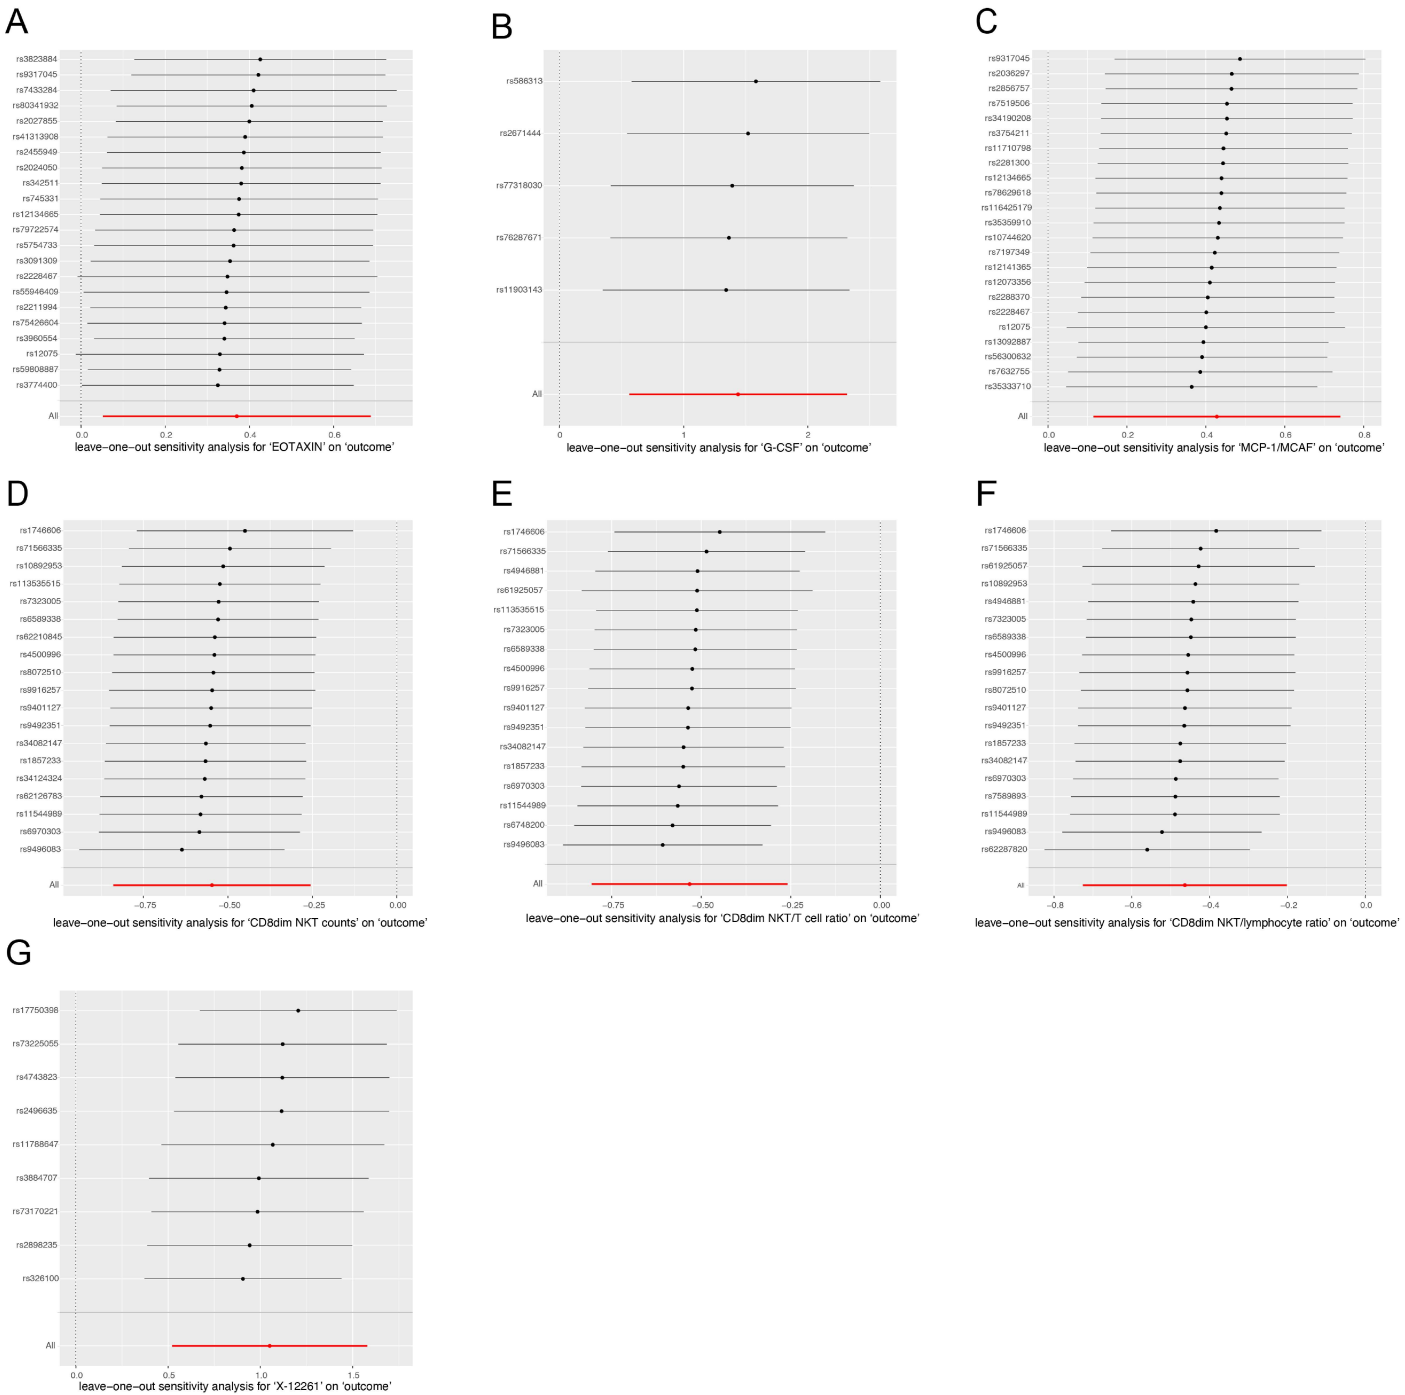 A
rs3823884
rs9317045
rs7433284
rs80341932
rs2027855
rs41313908
rs2455949
rs2024050
rs342511
rs745331
rs12134665
rs79722574
rs5754733
rs3091309
rs2228467
rs55946409
rs2211994
rs75426604
rs3960554
rs12075
rs59808887
rs3774400
All
0.0 0.2 0.4 0.6
leave−one−out sensitivity analysis for ‘EOTAXIN’ on ‘outcome’
B
rs588313
rs2671444
rs77318030
rs76287671
rs11903143
All
0 1 2
leave−one−out sensitivity analysis for ‘G-CSF’ on ‘outcome’
C
rs9317045
rs2036297
rs2856757
rs7519506
rs34190208
rs3754211
rs11710798
rs2281300
rs12134665
rs78629618
rs116425179
rs35359910
rs10744620
rs7197349
rs12141365
rs12073356
rs2288370
rs2228467
rs12075
rs13092887
rs56300632
rs7632755
rs35333710
All
0.0 0.2 0.4 0.6 0.8
leave−one−out sensitivity analysis for ‘MCP-1/MCAF’ on ‘outcome’
D
rs1746606
rs71566335
rs10892953
rs113535515
rs7323005
rs6589338
rs62210845
rs4500996
rs8072510
rs9916257
rs9401127
rs9492351
rs34082147
rs1857233
rs34124324
rs62126763
rs11544989
rs6970303
rs9496083
All
−0.75 −0.50 −0.25 0.00
leave−one−out sensitivity analysis for ‘CD8dim NKT counts’ on ‘outcome’
E
rs1746606
rs71566335
rs4946881
rs61925057
rs113535515
rs7323005
rs6589338
rs4500996
rs9916257
rs9401127
rs9492351
rs34082147
rs1857233
rs6970303
rs11544989
rs6748200
rs9496083
All
−0.75 −0.50 −0.25 0.00
leave−one−out sensitivity analysis for ‘CD8dim NKT/T cell ratio’ on ‘outcome’
F
rs1746606
rs71566335
rs61925057
rs10892953
rs4946881
rs7323005
rs6589338
rs4500996
rs9916257
rs8072510
rs9401127
rs9492351
rs1857233
rs34082147
rs6970303
rs7589893
rs11544989
rs9496083
rs62287820
All
−0.8 −0.6 −0.4 −0.2 0.0
leave−one−out sensitivity analysis for ‘CD8dim NKT/lymphocyte ratio’ on ‘outcome’
G
rs17750398
rs73225055
rs4743823
rs2496635
rs11788647
rs3884707
rs73170221
rs2898235
rs326100
All
0.0 0.5 1.0 1.5
leave−one−out sensitivity analysis for ‘X-12261’ on ‘outcome’